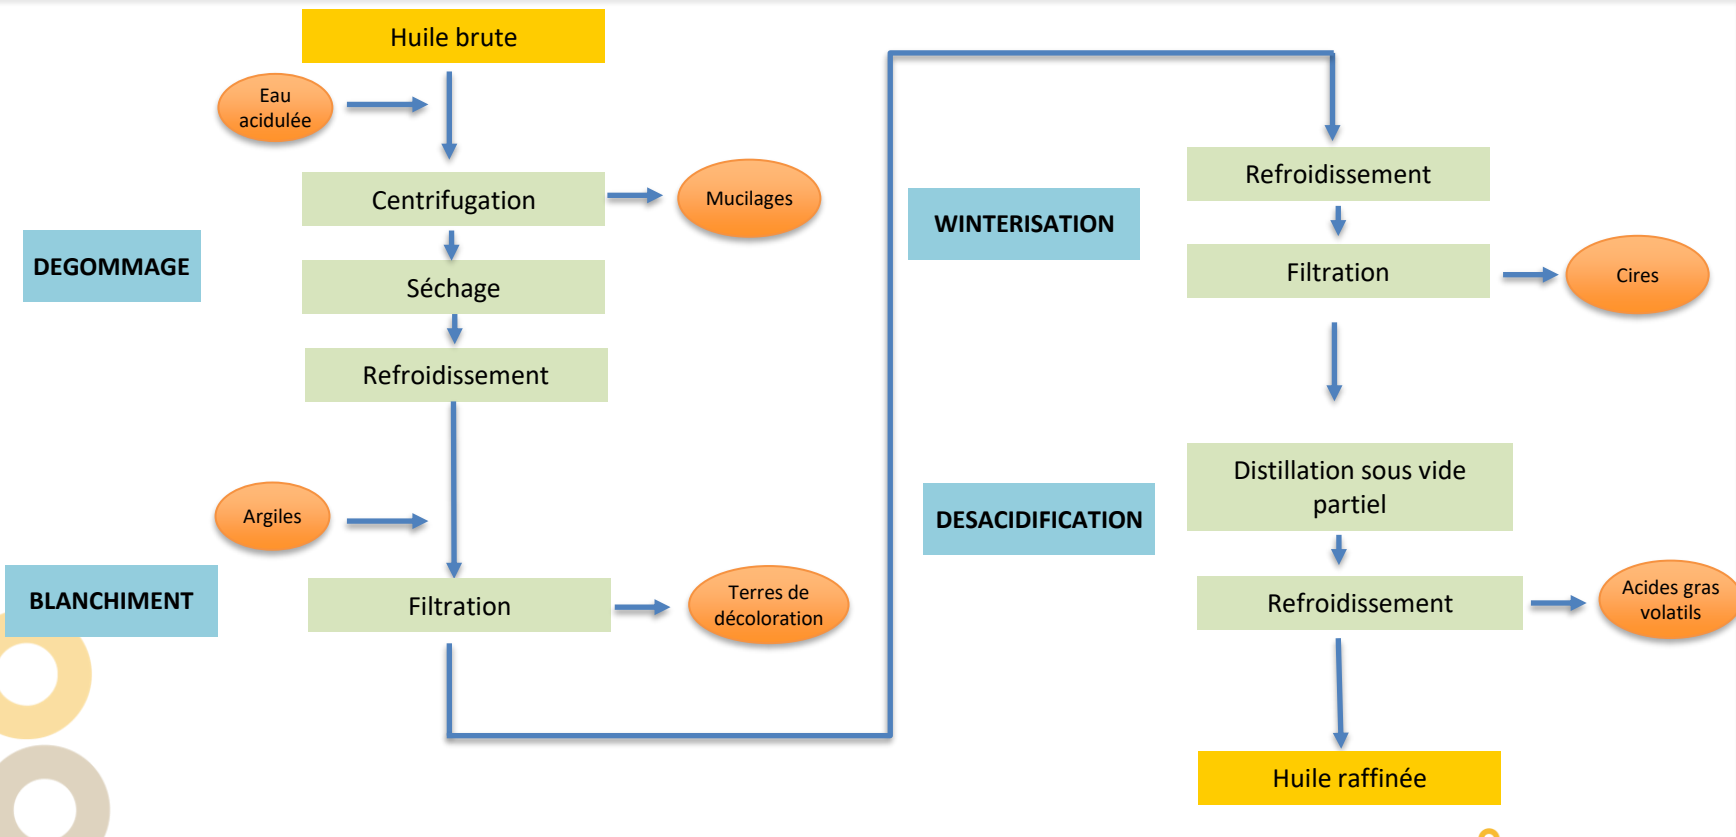 Huile brute
Eau
acidulée
Centrifugation
Mucilages
DEGOMMAGE
Séchage
Refroidissement
Argiles
BLANCHIMENT
Filtration
Terres de
décoloration
Refroidissement
WINTERISATION
Filtration
Cires
Distillation sous vide
partiel
DESACIDIFICATION
Refroidissement
Acides gras
volatils
Huile raffinée